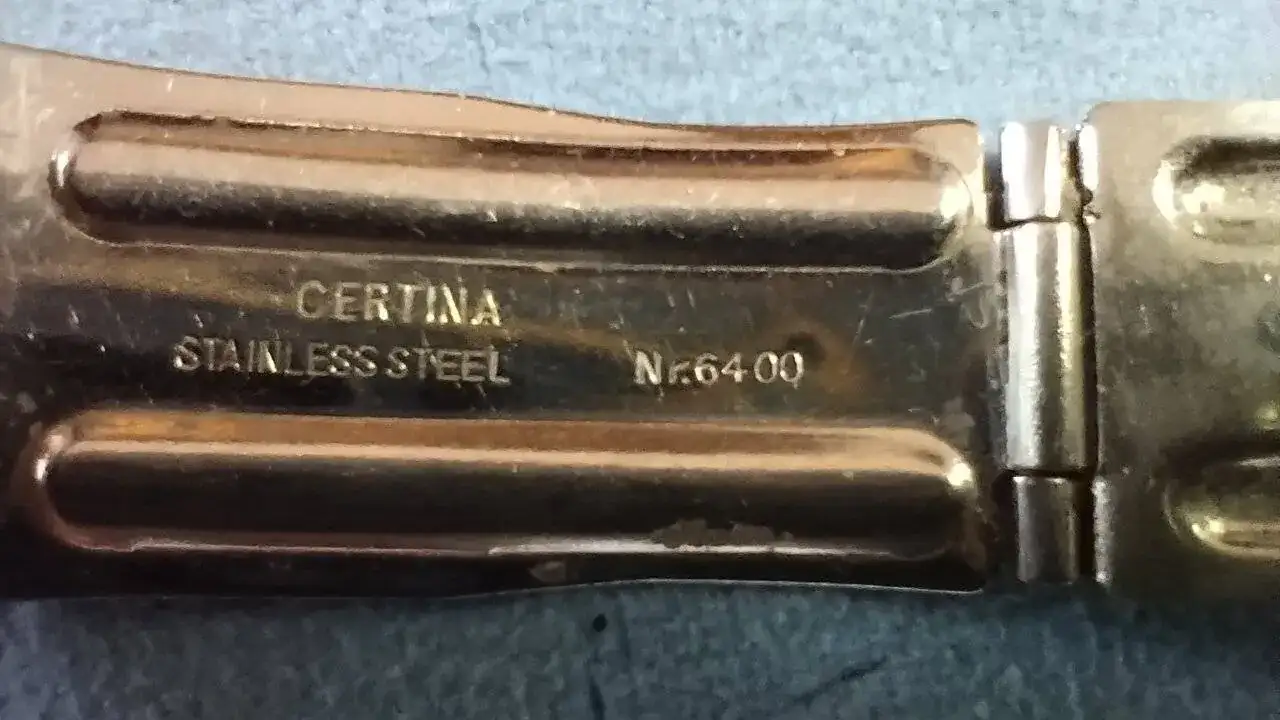 CERTINA
STAINLESS STEEL Nr.6400